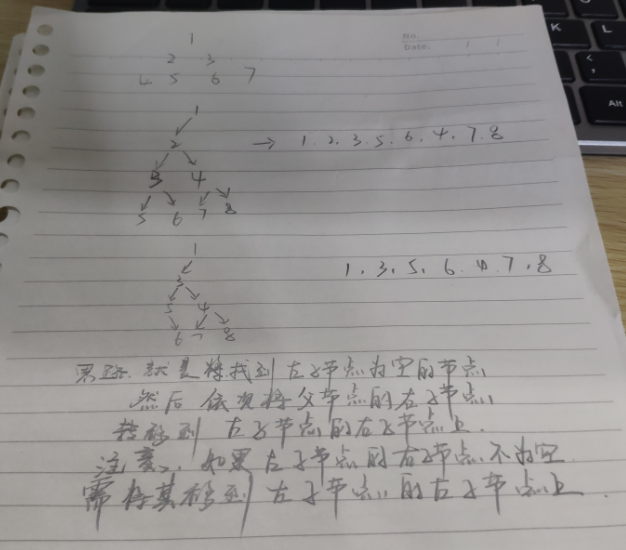 No.
Date:
1
2 3
4 5 6 7
1
2 → 1.2.3.5.6.4.7.8
3 4
5 6 7 8
1
3 1.3.5.6.4.7.8
5 4
6 7 8
思路.就是将找到左子节点为空的节点
然后依次将父节点的右子节点
转移到左子节点的右子节点上.
注意、如果左子节点的右子节点不为空
需将其移到左子节点的左子节点上.
K
L
Alt